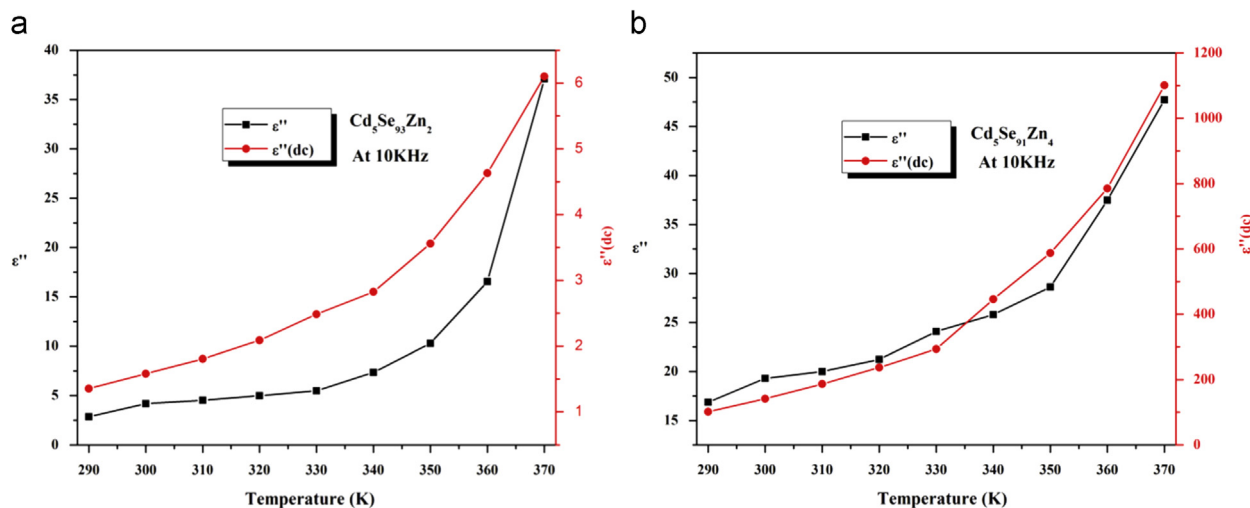 a
40
35
30
25
20
15
10
5
0
ε''
6
5
4
3
2
1
ε''(dc)
ε''
ε''(dc)
Cd₅Se₉₃Zn₂
At 10KHz
290 300 310 320 330 340 350 360 370
Temperature (K)
b
50
45
40
35
30
25
20
15
ε''
1200
1000
800
600
400
200
0
ε''(dc)
ε''
ε''(dc)
Cd₅Se₉₁Zn₄
At 10KHz
290 300 310 320 330 340 350 360 370
Temperature (K)